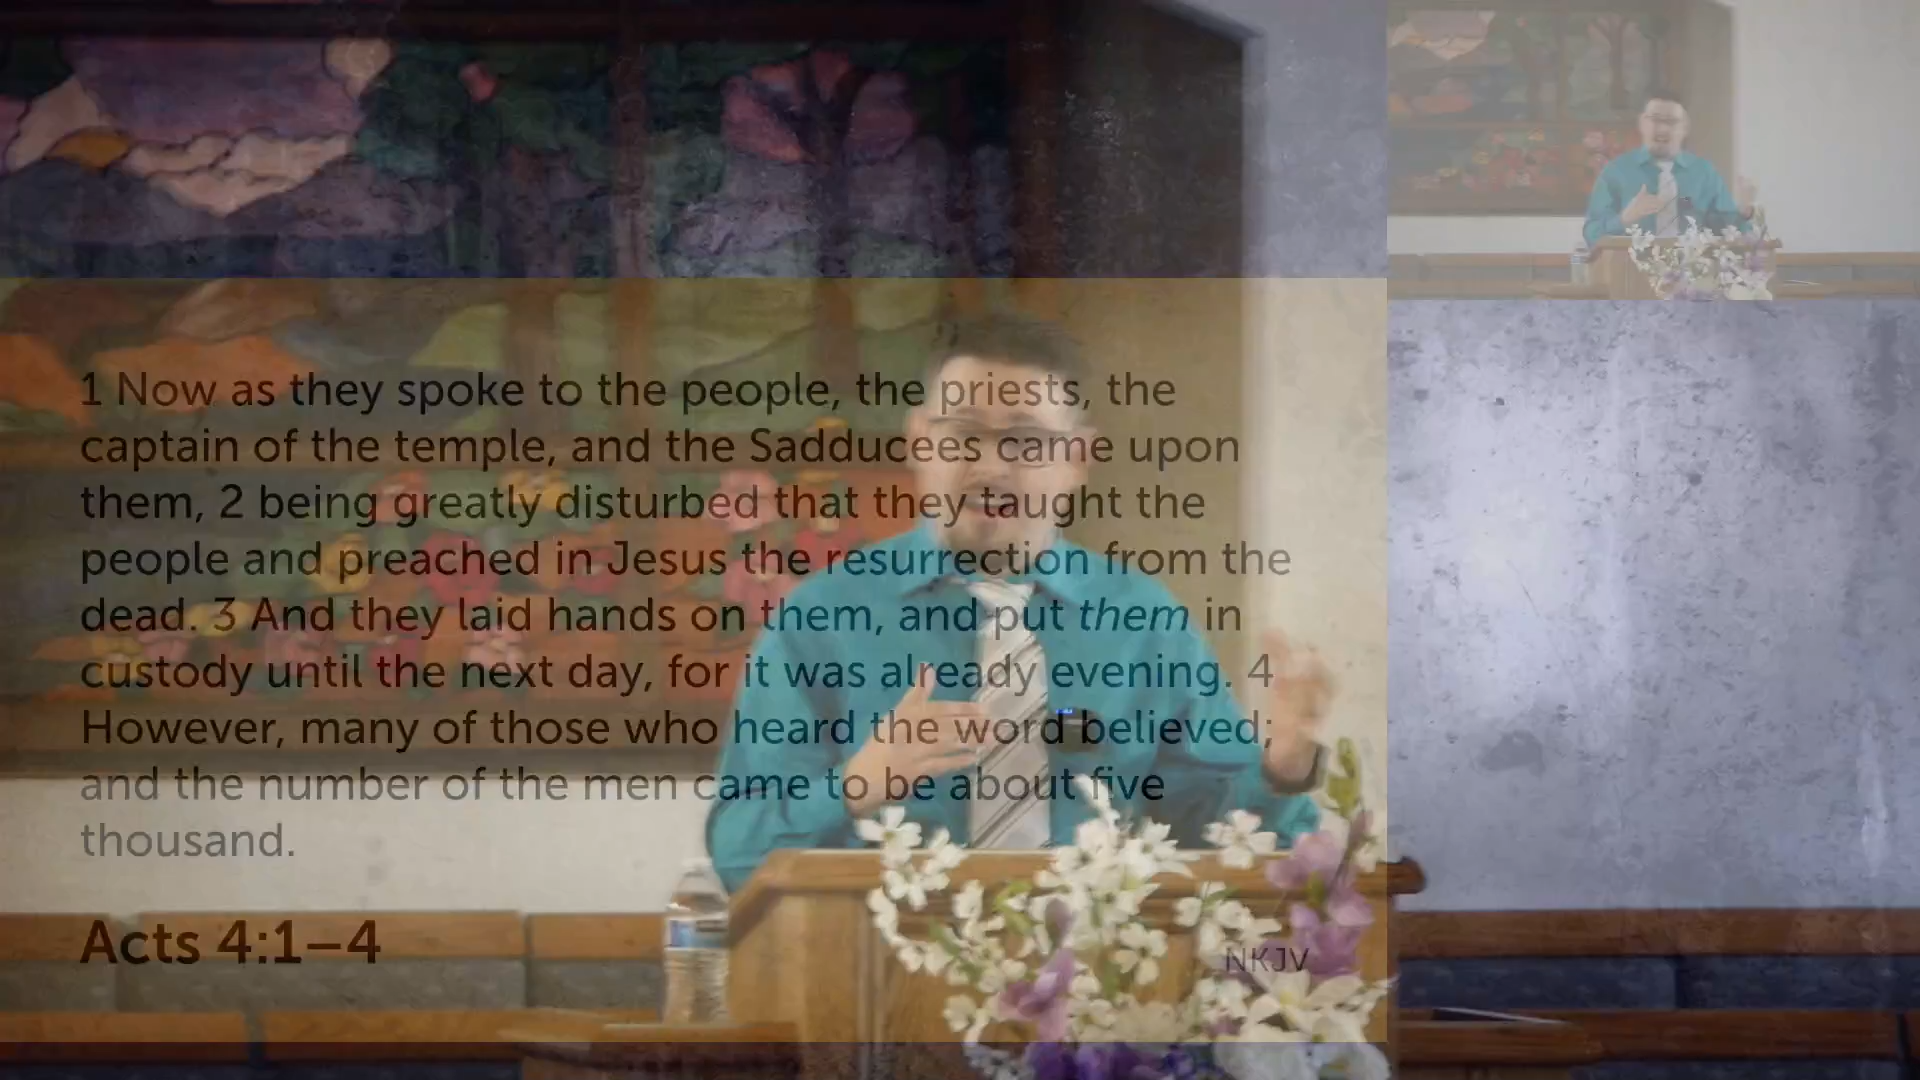 1 Now as they spoke to the people, the priests, the
captain of the temple, and the Sadducees came upon
them, 2 being greatly disturbed that they taught the
people and preached in Jesus the resurrection from the
dead. 3 And they laid hands on them, and put them in
custody until the next day, for it was already evening. 4
However, many of those who heard the word believed;
and the number of the men came to be about five
thousand.
Acts 4:1–4
NKJV